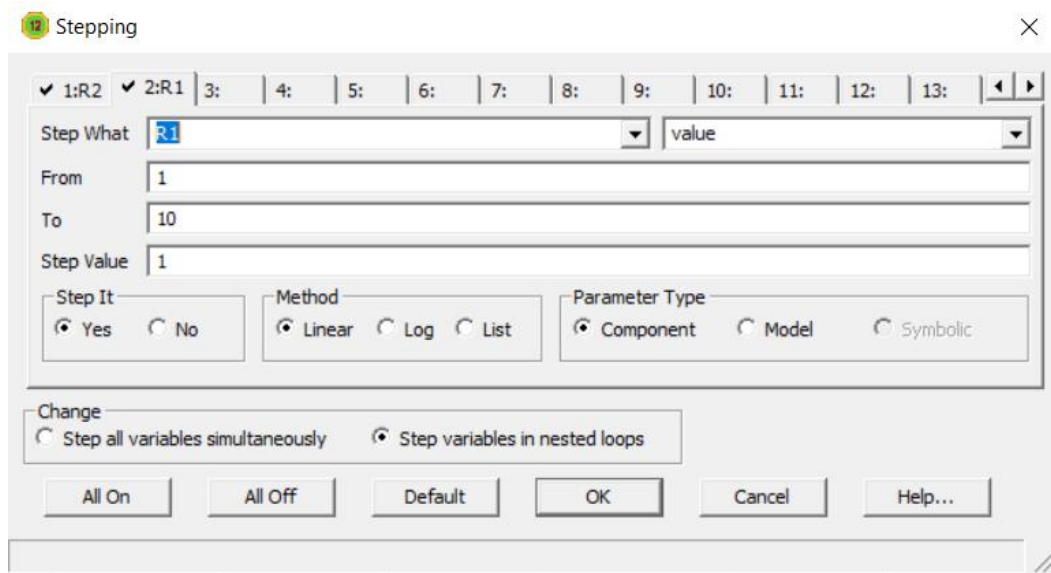 12 Stepping
1:R2 2:R1 3: 4: 5: 6: 7: 8: 9: 10: 11: 12: 13:
Step What R1 value
From 1
To 10
Step Value 1
Step It Method Parameter Type
Yes No Linear Log List Component Model Symbolic
Change
Step all variables simultaneously Step variables in nested loops
All On All Off Default OK Cancel Help...